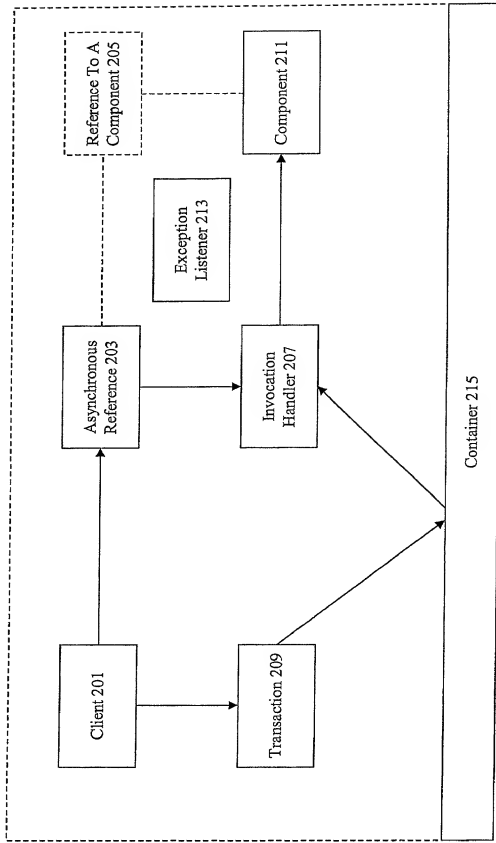 Client 201
Asynchronous
Reference 203
Reference To A
Component 205
Exception
Listener 213
Transaction 209
Invocation
Handler 207
Component 211
Container 215